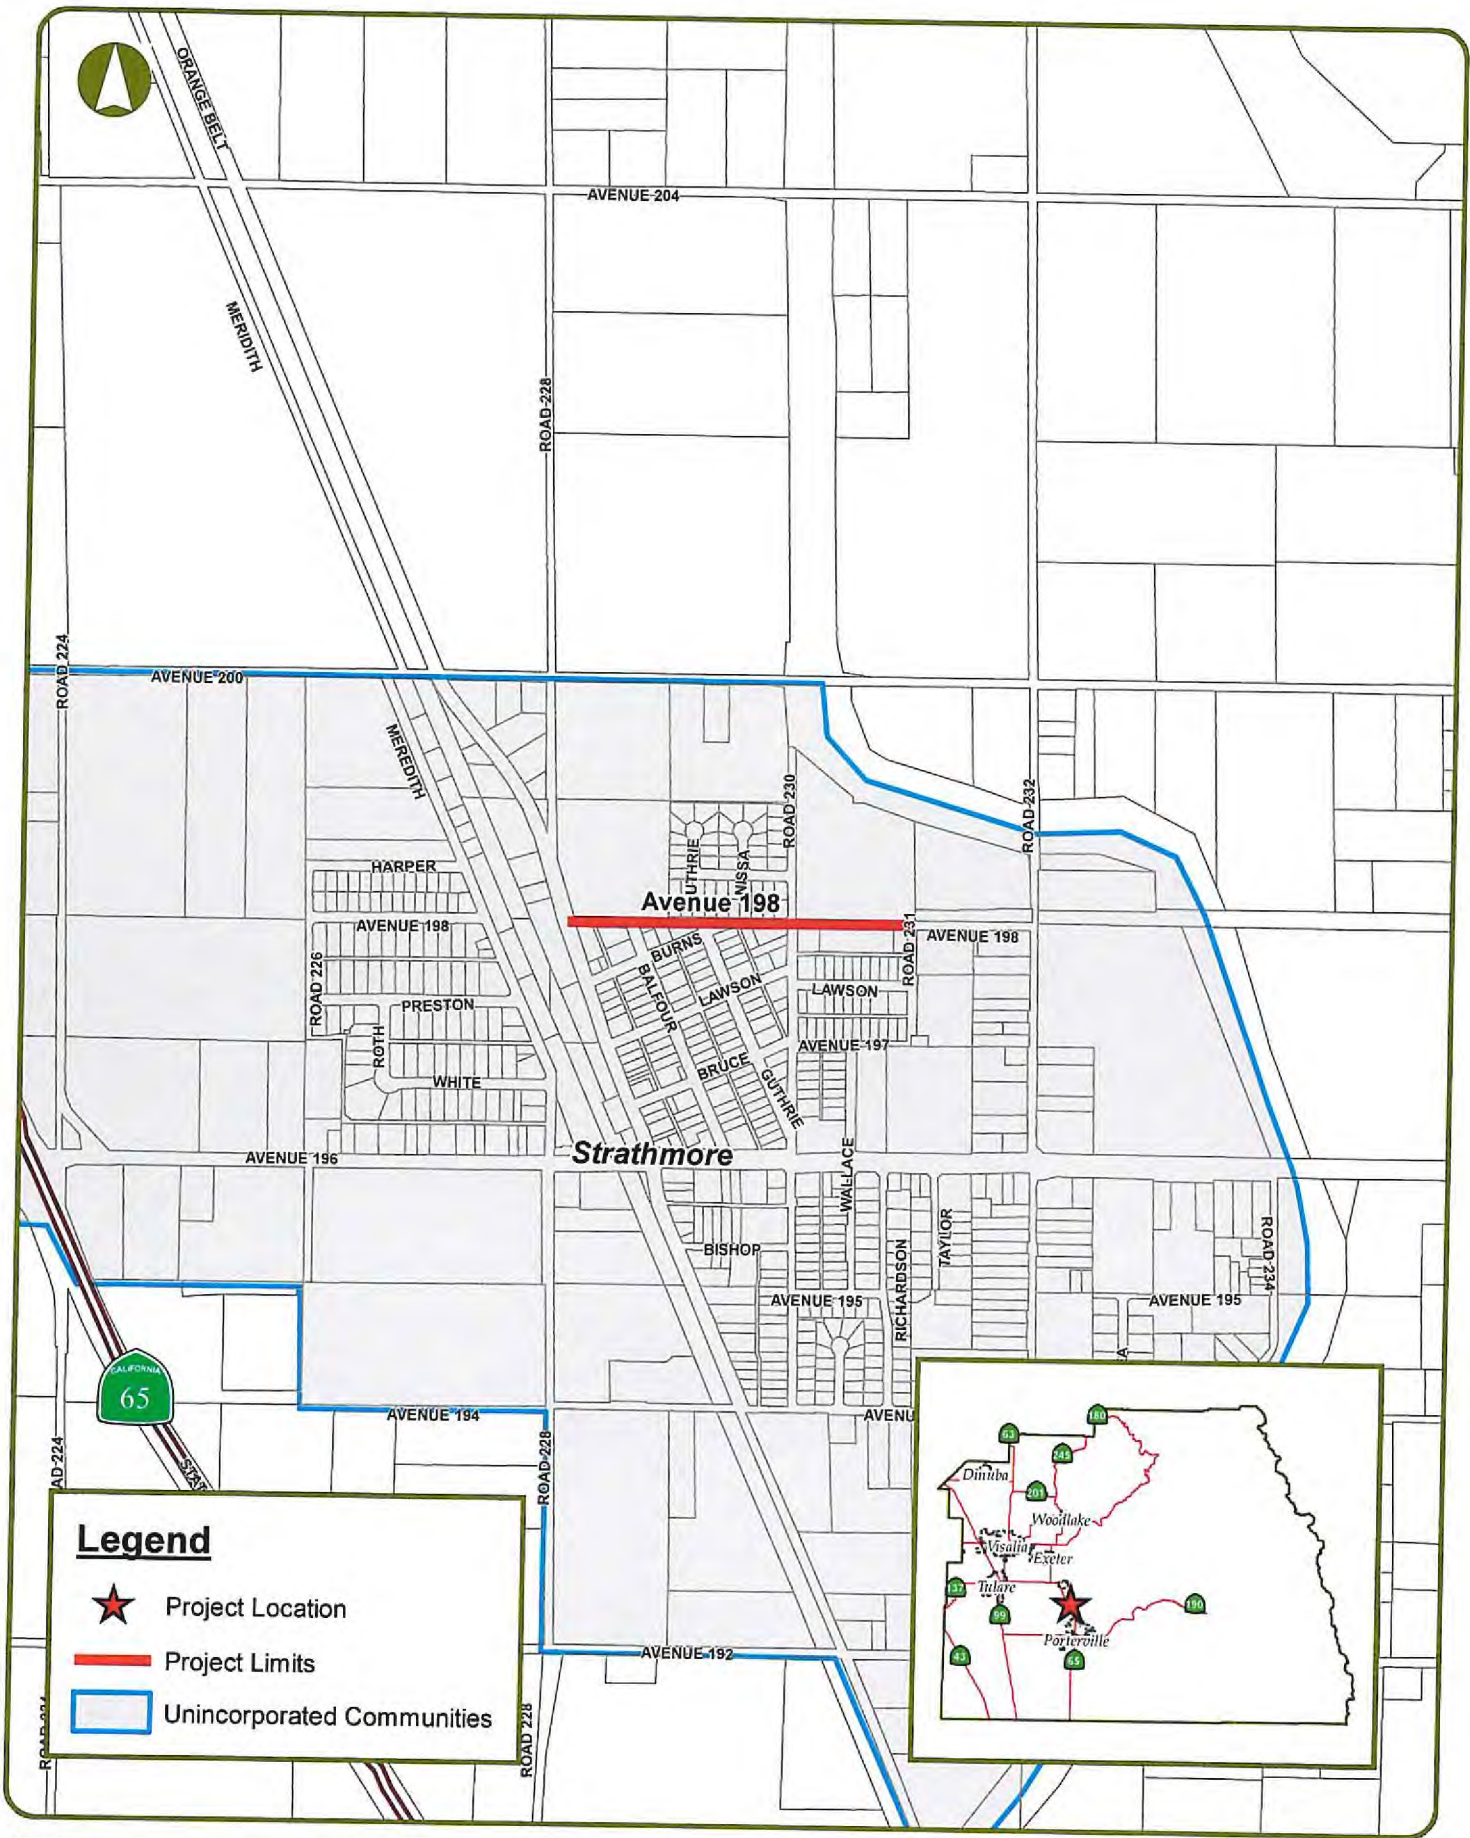 ORANGE BELT
AVENUE 204
MERIDITH
ROAD 228
ROAD 224
AVENUE 200
MEREDITH
ROAD 230
ROAD 232
HARPER
GUTHRIE
NISSA
Avenue 198
AVENUE 198
ROAD 231
AVENUE 198
BURNS
ROAD 226
BALFOUR
LAWSON
LAWSON
PRESTON
ROTH
AVENUE 197
BRUCE
GUTHRIE
WHITE
AVENUE 196
Strathmore
WALLACE
BISHOP
RICHARDSON
TAYLOR
ROAD 234
AVENUE 195
AVENUE 195
CALIFORNIA
65
AVENUE 194
AVENU
AD 224
STAT
ROAD 228
AVENUE 192
ROAD 228
Legend
Project Location
Project Limits
Unincorporated Communities
180
63
245
Dinuba
201
Woodlake
Visalia
Exeter
137
Tulare
99
190
Porterville
43
65